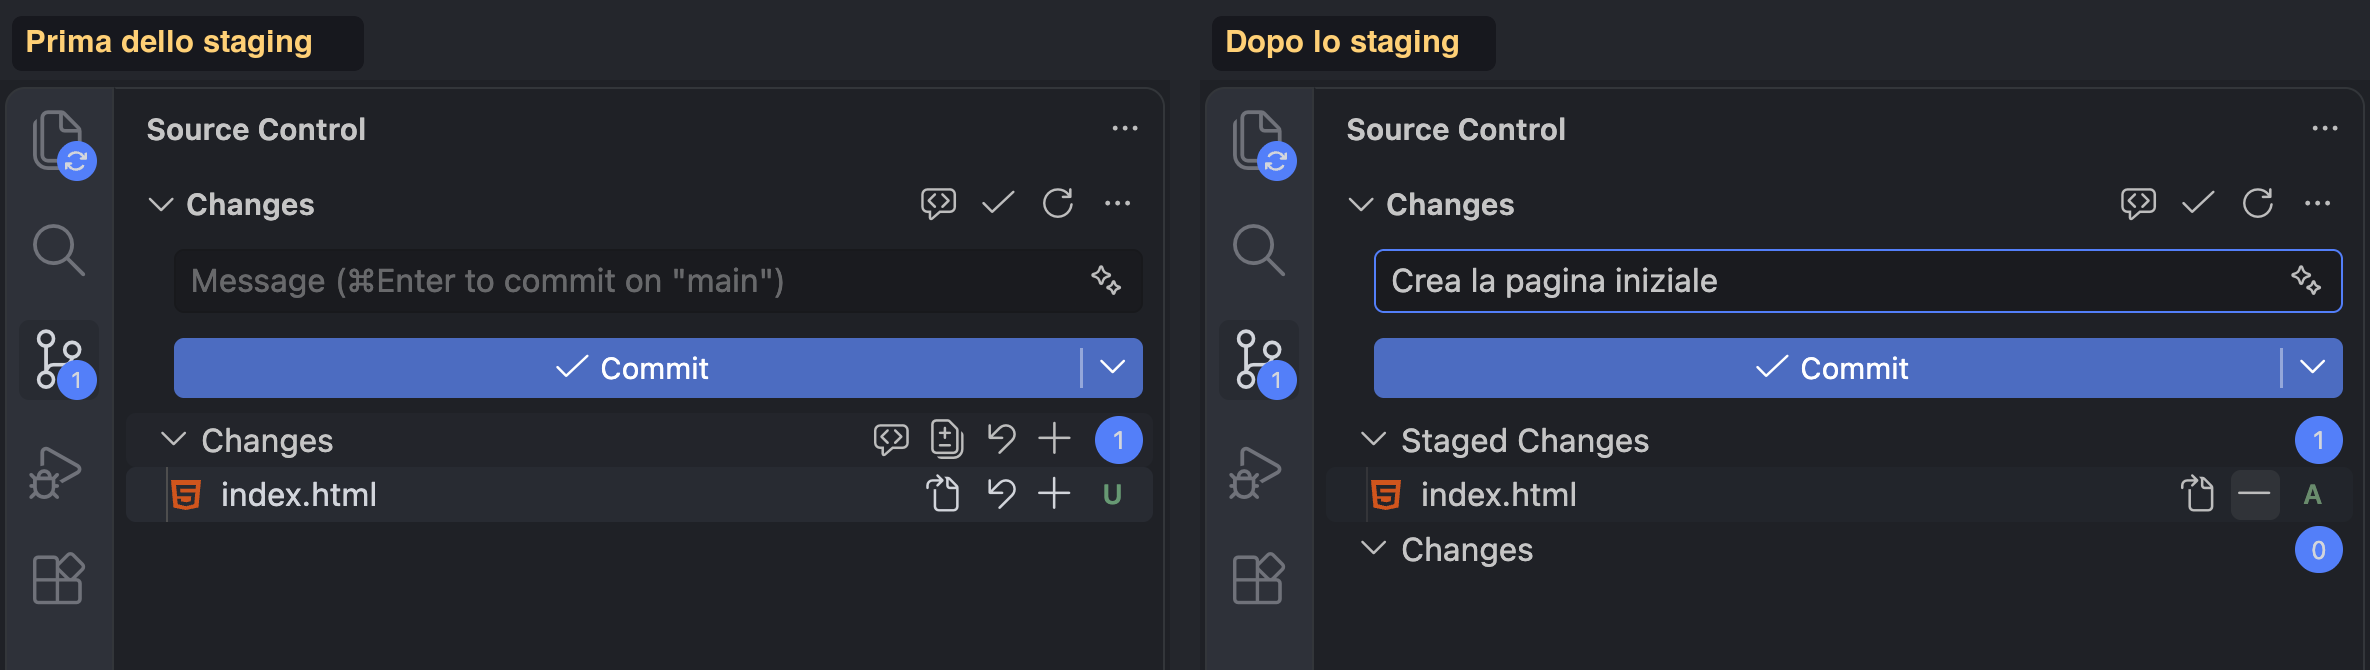 Prima dello staging
Source Control
Changes
Message (⌘Enter to commit on "main")
Commit
1
Changes
1
index.html
U
Dopo lo staging
Source Control
Changes
Crea la pagina iniziale
Commit
1
Staged Changes
1
index.html
A
Changes
0